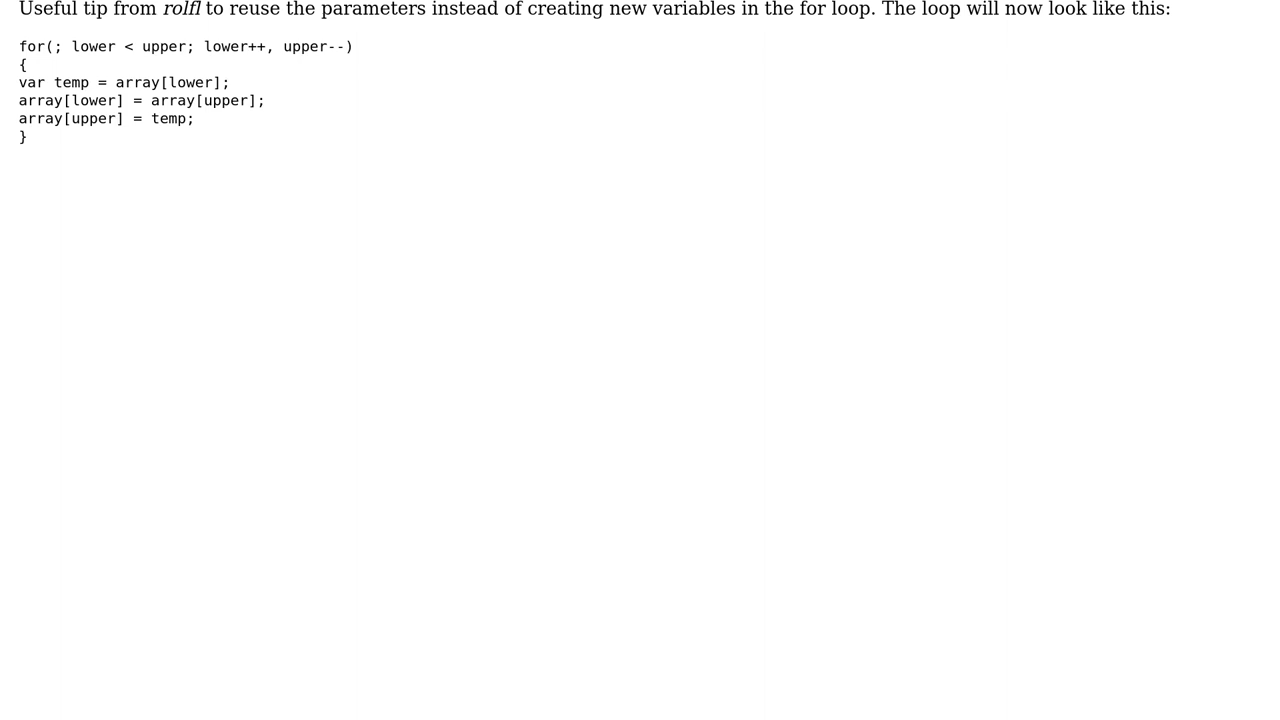 Useful tip from rolfl to reuse the parameters instead of creating new variables in the for loop. The loop will now look like this:
for(; lower < upper; lower++, upper--)
{
var temp = array[lower];
array[lower] = array[upper];
array[upper] = temp;
}